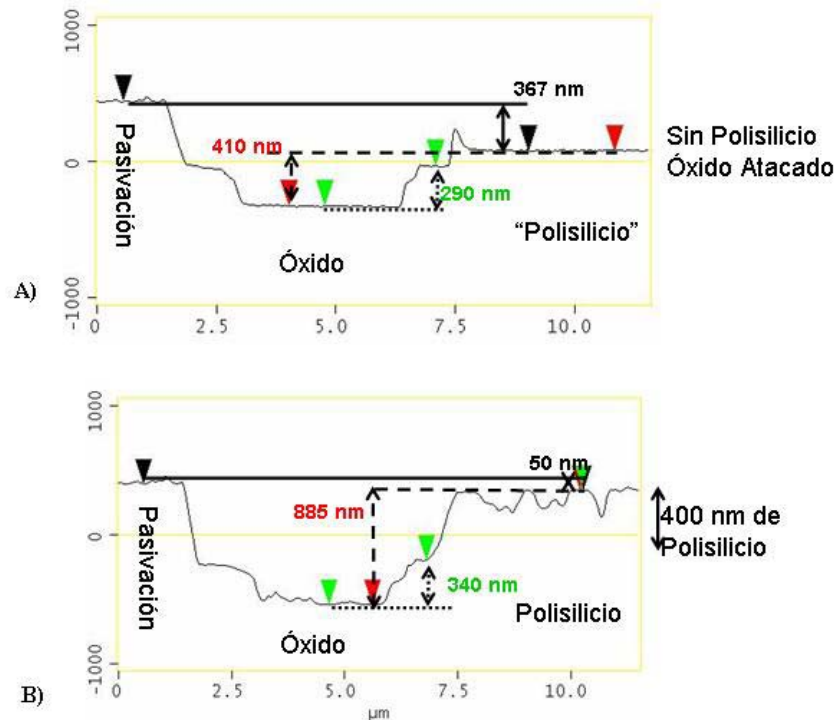 1000
367 nm
Pasivación
410 nm
0
290 nm
Sin Polisilicio
Óxido Atacado
“Polisilicio”
Óxido
A)
-1000
0 2.5 5.0 7.5 10.0
1000
50 nm
Pasivación
885 nm
0
400 nm de
Polisilicio
340 nm
Polisilicio
Óxido
-1000
B)
0 2.5 5.0 7.5 10.0
µm